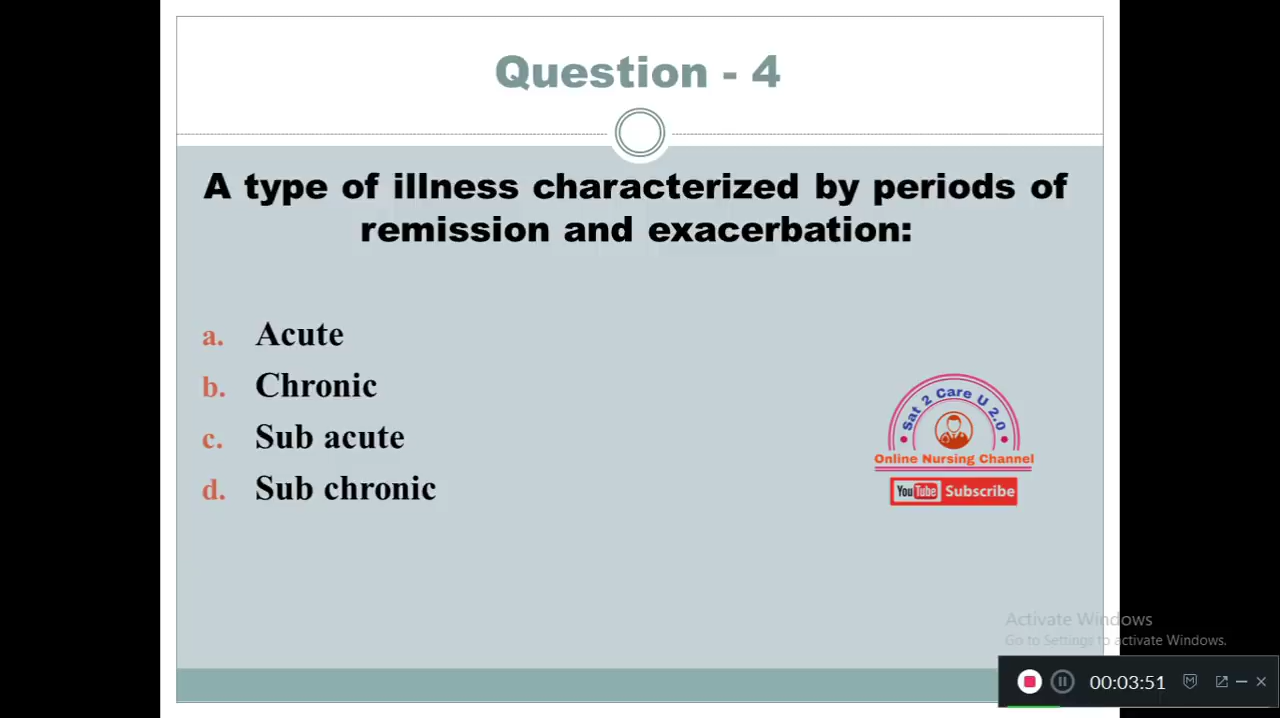 Question - 4
A type of illness characterized by periods of
remission and exacerbation:
a. Acute
b. Chronic
c. Sub acute
d. Sub chronic
Sat 2 Care U 2.0
Online Nursing Channel
YouTube Subscribe
Activate Windows
Go to Settings to activate Windows.
00:03:51